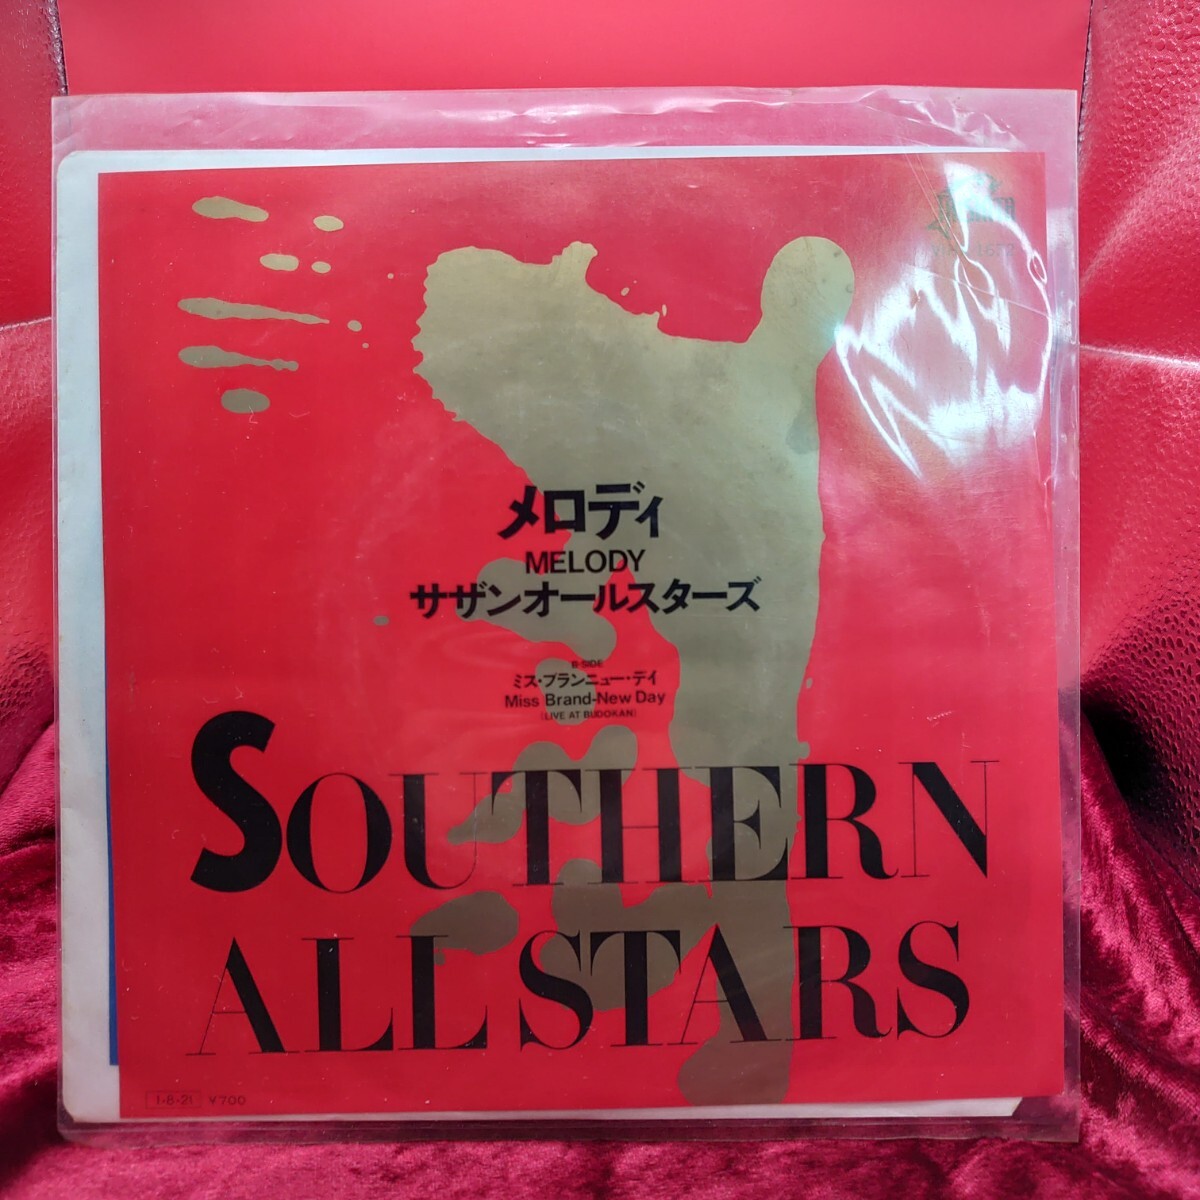 メロディ
MELODY
サザンオールスターズ
B-SIDE
ミス・ブランニュー・デイ
Miss Brand-New Day
(LIVE AT BUDOKAN)
SOUTHERN
ALL STARS
1-8-21 ¥700